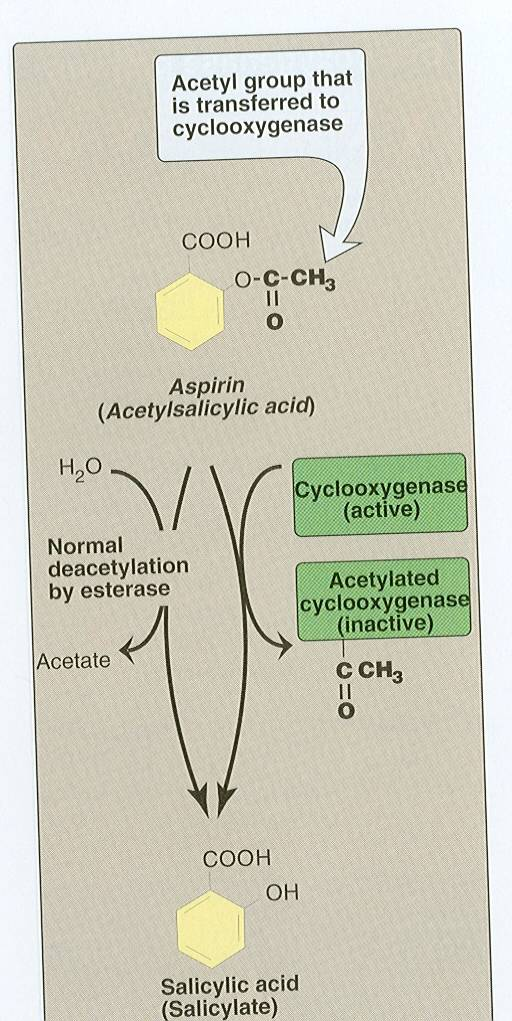 Acetyl group that
is transferred to
cyclooxygenase
COOH
O-C-CH₃
O
Aspirin
(Acetylsalicylic acid)
H₂O
Cyclooxygenase
(active)
Normal
deacetylation
by esterase
Acetylated
cyclooxygenase
(inactive)
Acetate
C CH₃
O
COOH
OH
Salicylic acid
(Salicylate)